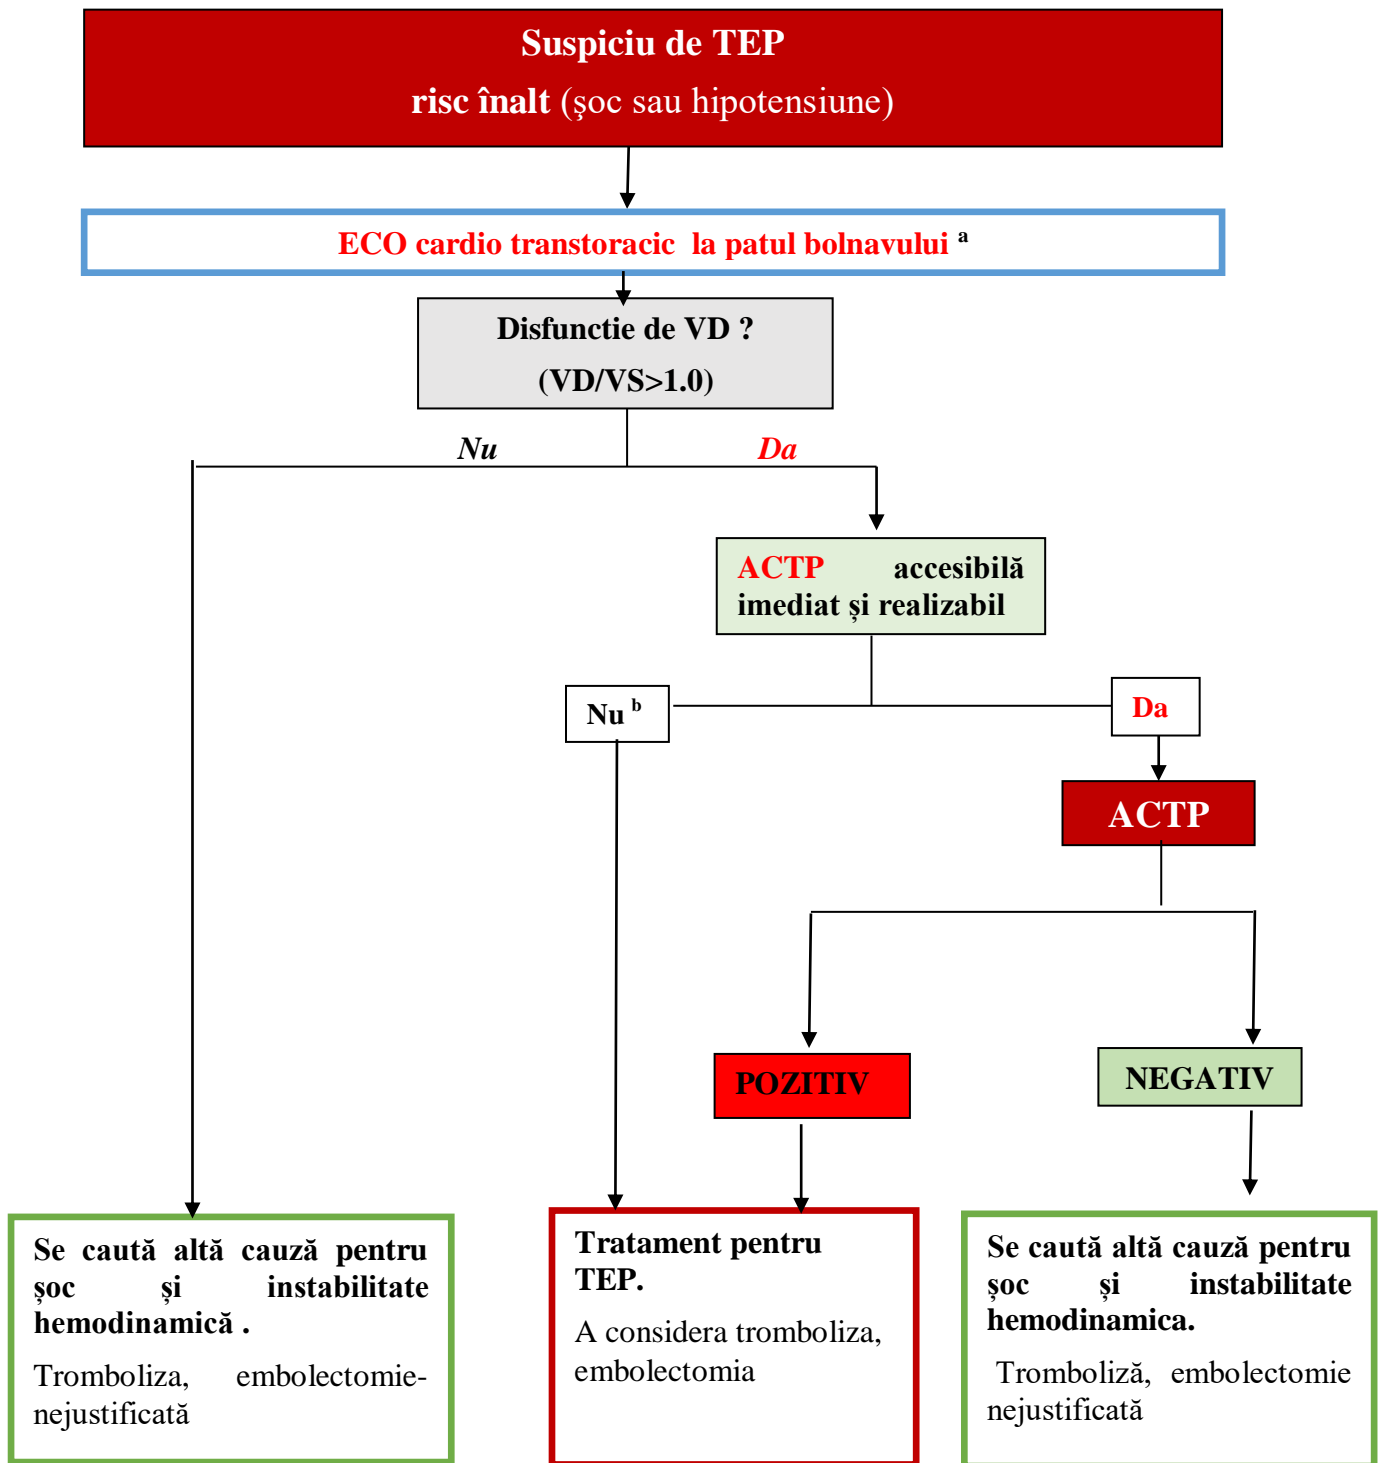 Suspiciu de TEP
risc înalt (şoc sau hipotensiune)
ECO cardio transtoracic la patul bolnavului a
Disfunctie de VD ?
(VD/VS>1.0)
Nu
Da
ACTP accesibilă
imediat și realizabil
Nu b
Da
ACTP
POZITIV
NEGATIV
Se caută altă cauză pentru
șoc și instabilitate
hemodinamică .
Tromboliza, embolectomie-
nejustificată
Tratament pentru
TEP.
A considera tromboliza,
embolectomia
Se caută altă cauză pentru
șoc și instabilitate
hemodinamica.
Tromboliză, embolectomie
nejustificată